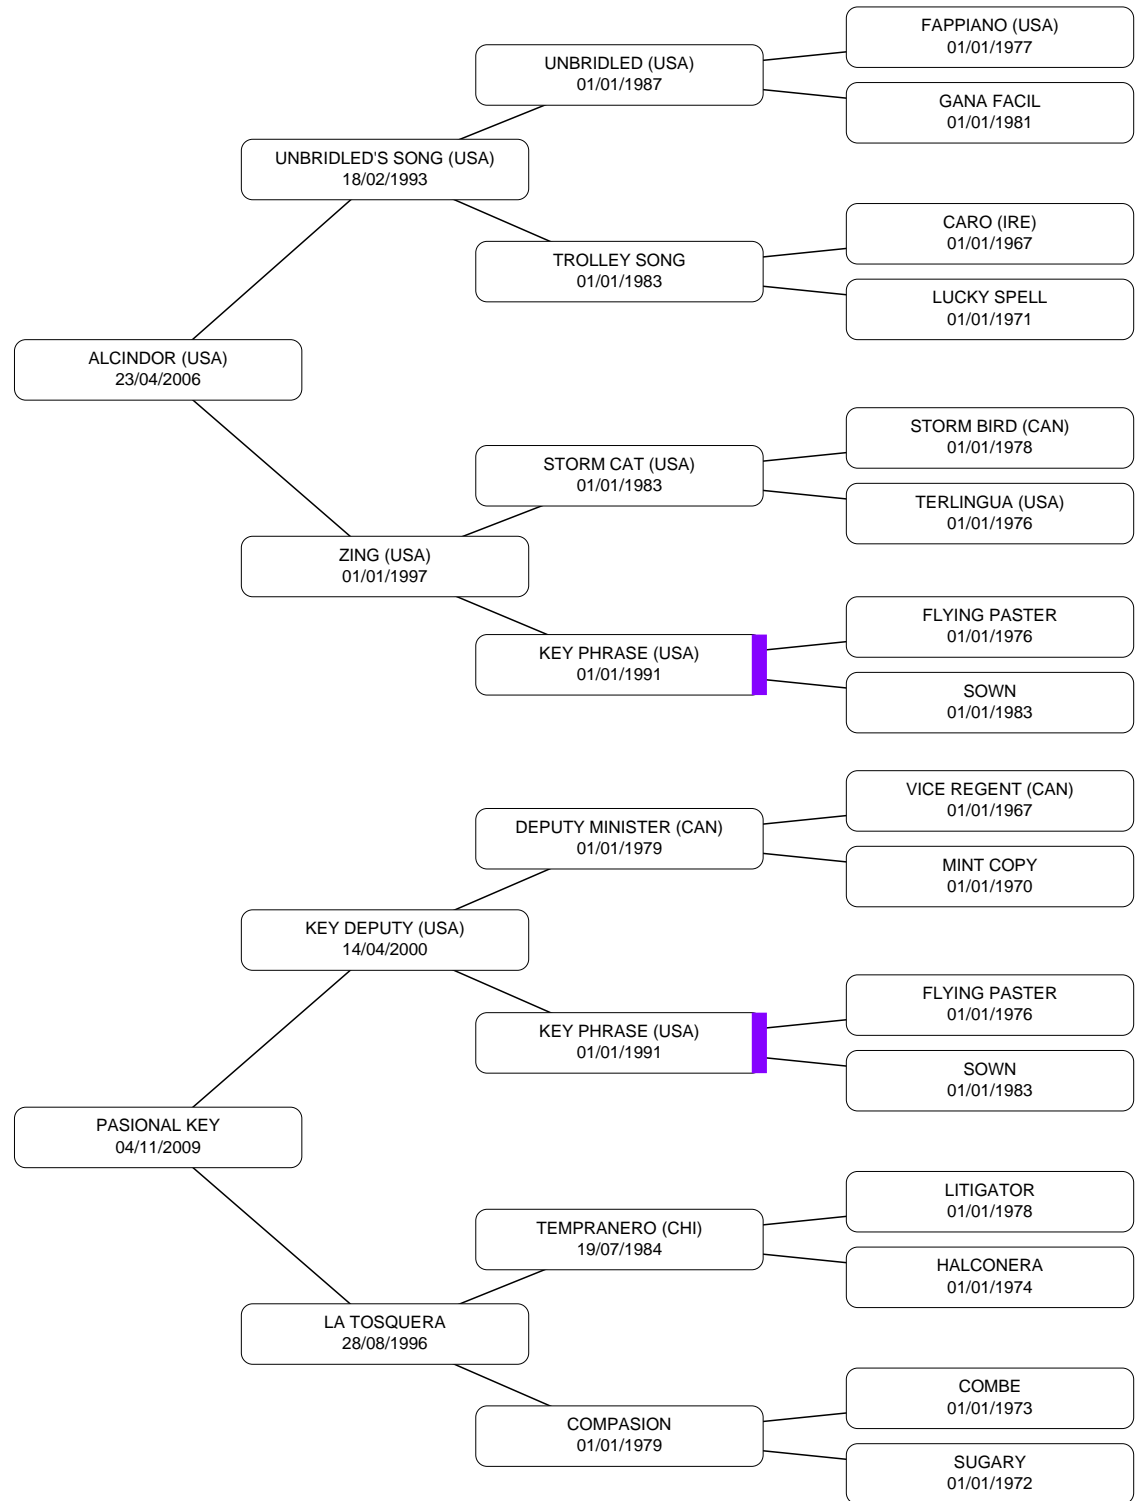 FAPPIANO (USA)
01/01/1977
UNBRIDLED (USA)
01/01/1987
GANA FACIL
01/01/1981
UNBRIDLED'S SONG (USA)
18/02/1993
CARO (IRE)
01/01/1967
TROLLEY SONG
01/01/1983
LUCKY SPELL
01/01/1971
ALCINDOR (USA)
23/04/2006
STORM BIRD (CAN)
01/01/1978
STORM CAT (USA)
01/01/1983
TERLINGUA (USA)
01/01/1976
ZING (USA)
01/01/1997
FLYING PASTER
01/01/1976
KEY PHRASE (USA)
01/01/1991
SOWN
01/01/1983
VICE REGENT (CAN)
01/01/1967
DEPUTY MINISTER (CAN)
01/01/1979
MINT COPY
01/01/1970
KEY DEPUTY (USA)
14/04/2000
FLYING PASTER
01/01/1976
KEY PHRASE (USA)
01/01/1991
SOWN
01/01/1983
PASIONAL KEY
04/11/2009
LITIGATOR
01/01/1978
TEMPRANERO (CHI)
19/07/1984
HALCONERA
01/01/1974
LA TOSQUERA
28/08/1996
COMBE
01/01/1973
COMPASION
01/01/1979
SUGARY
01/01/1972